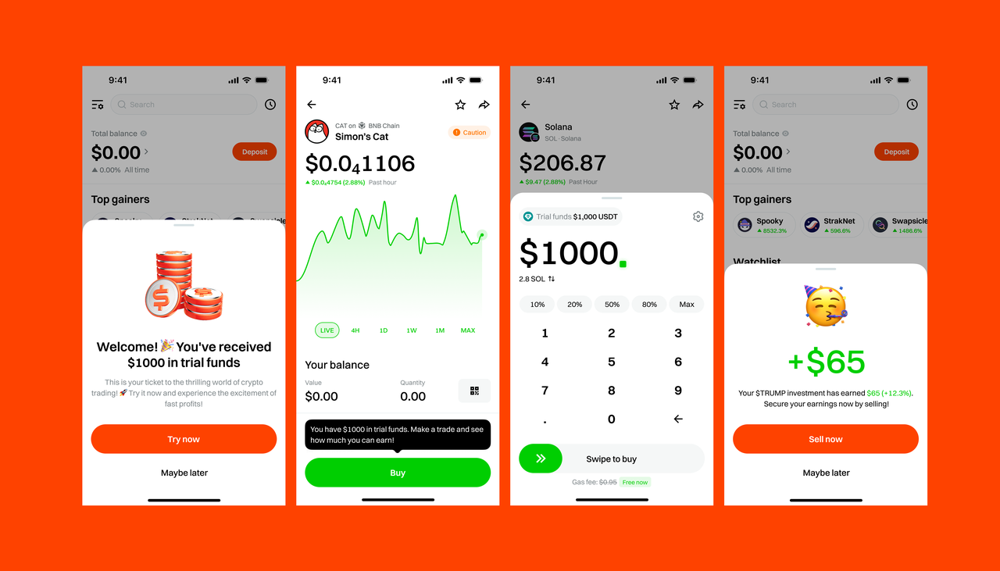 9:41
Search
Total balance
$0.00
Deposit
0.00% All time
Top gainers
Welcome! 🎉 You've received
$1000 in trial funds
This is your ticket to the thrilling world of crypto
trading! 🚀 Try it now and experience the excitement of
fast profits!
Try now
Maybe later
9:41
CAT on BNB Chain
Simon's Cat
Caution
$0.0₄1106
$0.0₄4754 (2.88%) Past hour
LIVE 4H 1D 1W 1M MAX
Your balance
Value Quantity
$0.00 0.00
You have $1000 in trial funds. Make a trade and see
how much you can earn!
Buy
9:41
Solana
SOL · Solana
$206.87
$9.47 (2.88%) Past Hour
Trial funds $1,000 USDT
$1000
2.8 SOL
10% 20% 50% 80% Max
1 2 3
4 5 6
7 8 9
. 0
Swipe to buy
Gas fee: $0.95 Free now
9:41
Search
Total balance
$0.00
Deposit
0.00% All time
Top gainers
Spooky StrakNet Swapsicle
8532.3% 596.6% 1486.6%
Watchlist
+$65
Your $TRUMP investment has earned $65 (+12.3%).
Secure your earnings now by selling!
Sell now
Maybe later